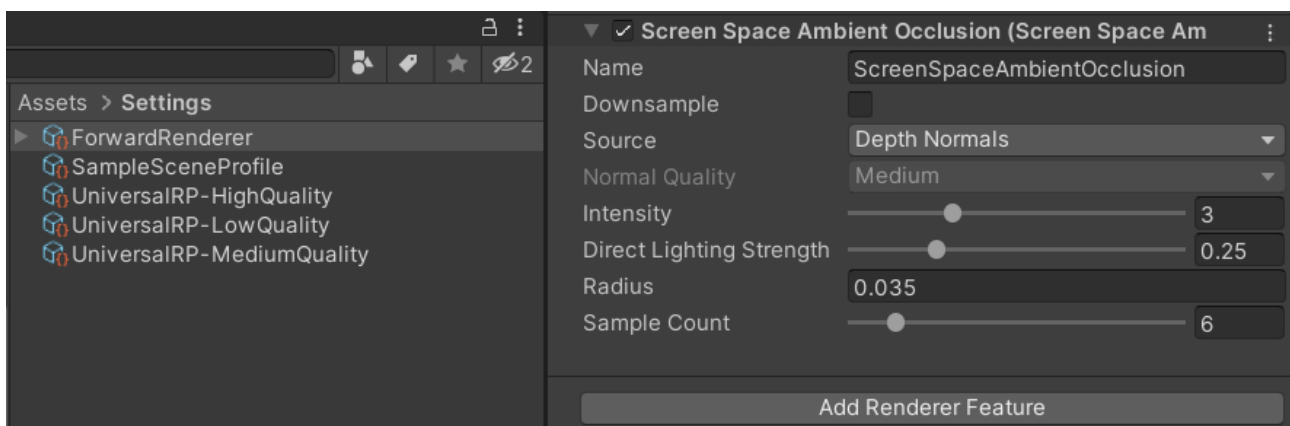 2
Assets > Settings
ForwardRenderer
SampleSceneProfile
UniversalRP-HighQuality
UniversalRP-LowQuality
UniversalRP-MediumQuality
Screen Space Ambient Occlusion (Screen Space Am
Name ScreenSpaceAmbientOcclusion
Downsample
Source Depth Normals
Normal Quality Medium
Intensity 3
Direct Lighting Strength 0.25
Radius 0.035
Sample Count 6
Add Renderer Feature